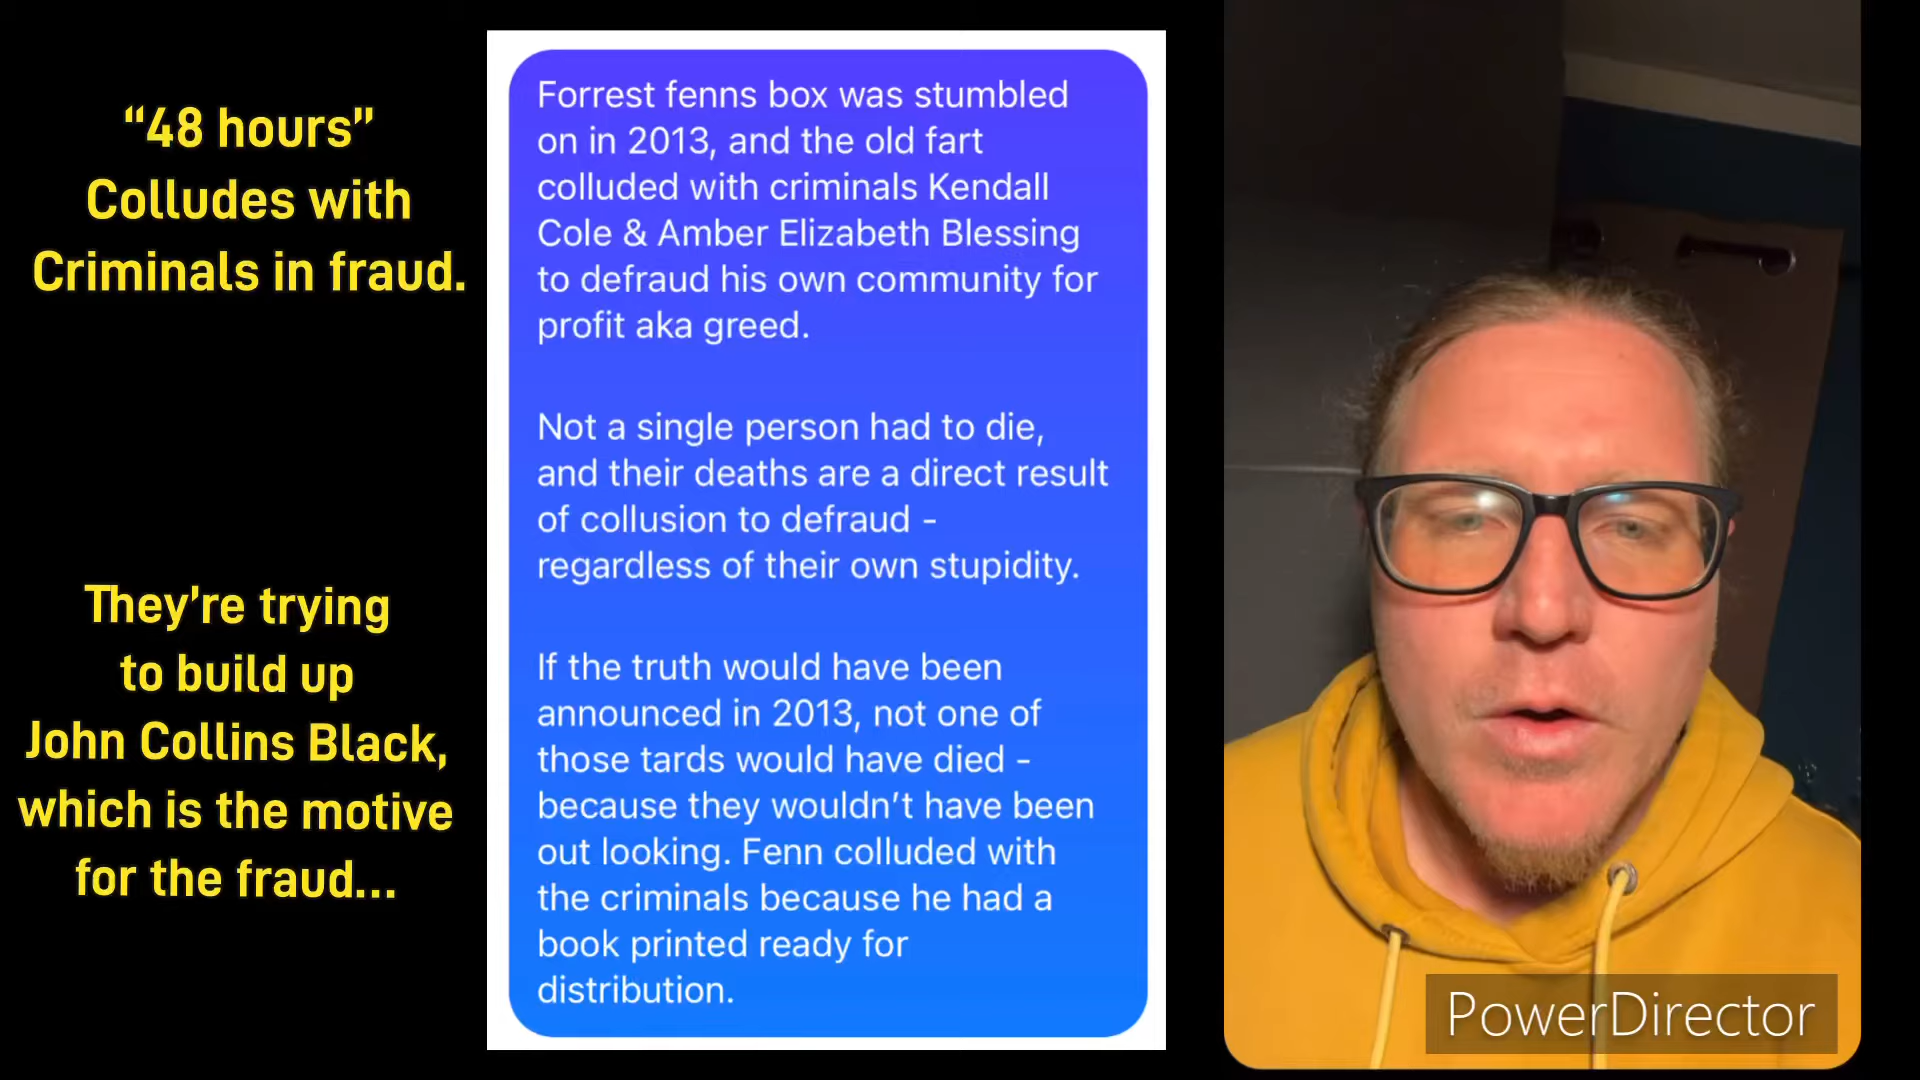 “48 hours”
Colludes with
Criminals in fraud.
They’re trying
to build up
John Collins Black,
which is the motive
for the fraud...
Forrest fenns box was stumbled
on in 2013, and the old fart
colluded with criminals Kendall
Cole & Amber Elizabeth Blessing
to defraud his own community for
profit aka greed.
Not a single person had to die,
and their deaths are a direct result
of collusion to defraud -
regardless of their own stupidity.
If the truth would have been
announced in 2013, not one of
those tards would have died -
because they wouldn’t have been
out looking. Fenn colluded with
the criminals because he had a
book printed ready for
distribution.
PowerDirector